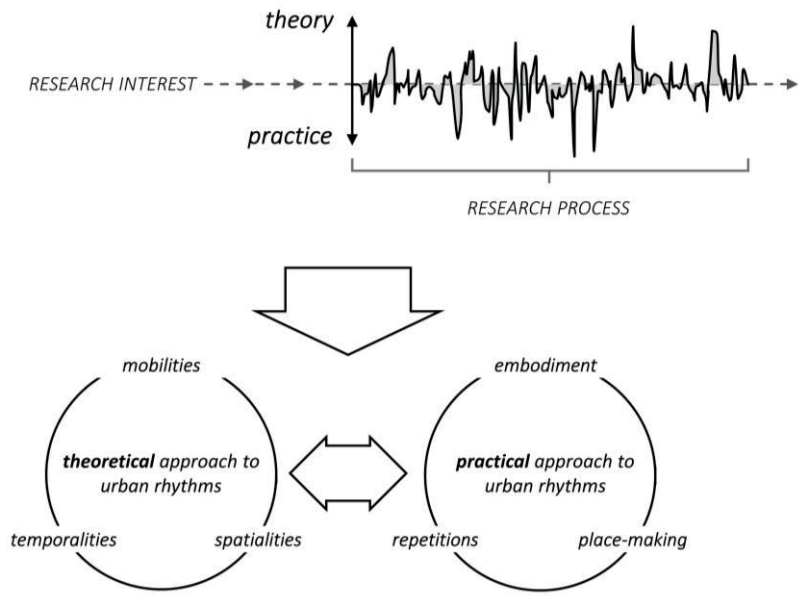 theory
RESEARCH INTEREST
practice
RESEARCH PROCESS
mobilities
theoretical approach to
urban rhythms
temporalities
spatialities
embodiment
practical approach to
urban rhythms
repetitions
place-making